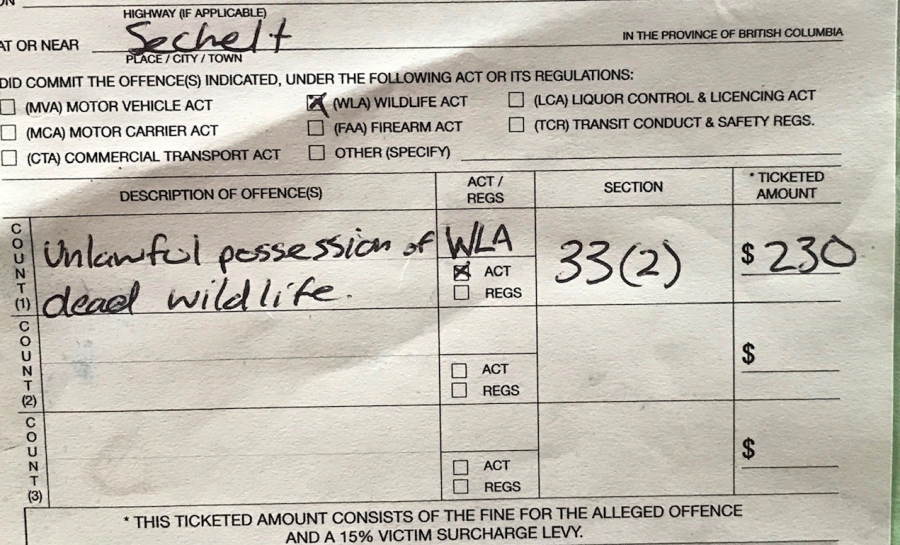 HIGHWAY (IF APPLICABLE)
AT OR NEAR Sechelt
IN THE PROVINCE OF BRITISH COLUMBIA
PLACE / CITY / TOWN
DID COMMIT THE OFFENCE(S) INDICATED, UNDER THE FOLLOWING ACT OR ITS REGULATIONS:
(MVA) MOTOR VEHICLE ACT (WLA) WILDLIFE ACT (LCA) LIQUOR CONTROL & LICENCING ACT
(MCA) MOTOR CARRIER ACT (FAA) FIREARM ACT (TCR) TRANSIT CONDUCT & SAFETY REGS.
(CTA) COMMERCIAL TRANSPORT ACT OTHER (SPECIFY)
DESCRIPTION OF OFFENCE(S) ACT / REGS SECTION * TICKETED AMOUNT
COUNT (1) Unlawful possession of WLA 33(2) $ 230
dead wildlife. ACT
REGS
COUNT (2) $
ACT
REGS
COUNT (3) $
ACT
REGS
* THIS TICKETED AMOUNT CONSISTS OF THE FINE FOR THE ALLEGED OFFENCE
AND A 15% VICTIM SURCHARGE LEVY.